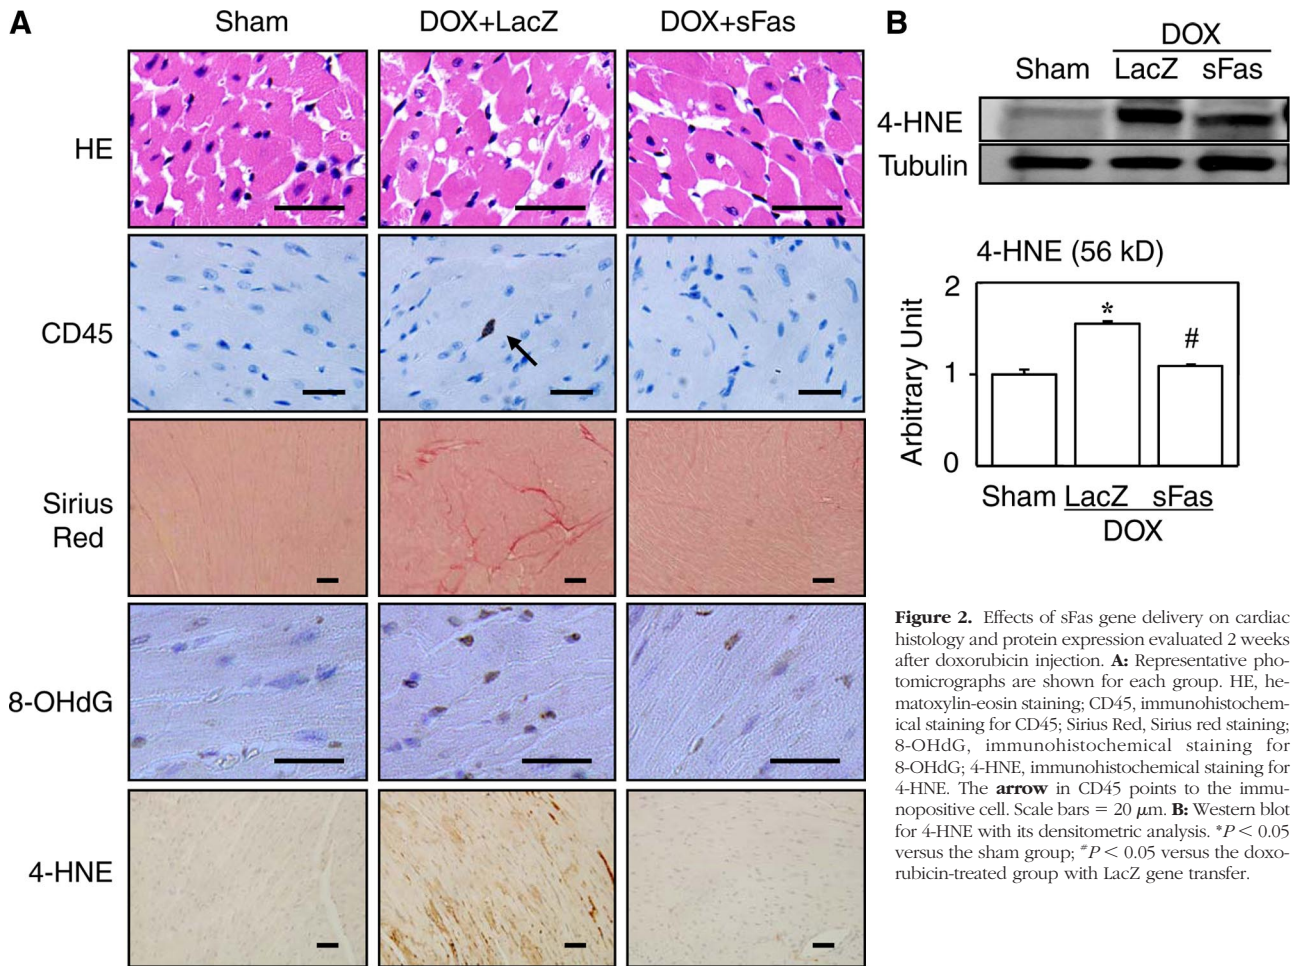 A
Sham
DOX+LacZ
DOX+sFas
HE
CD45
Sirius
Red
8-OHdG
4-HNE
B
DOX
Sham
LacZ
sFas
4-HNE
Tubulin
4-HNE (56 kD)
Arbitrary Unit
2
1
0
*
#
Sham
LacZ
sFas
DOX
Figure 2. Effects of sFas gene delivery on cardiac
histology and protein expression evaluated 2 weeks
after doxorubicin injection. A: Representative pho-
tomicrographs are shown for each group. HE, he-
matoxylin-eosin staining; CD45, immunohistochem-
ical staining for CD45; Sirius Red, Sirius red staining;
8-OHdG, immunohistochemical staining for
8-OHdG; 4-HNE, immunohistochemical staining for
4-HNE. The arrow in CD45 points to the immu-
nopositive cell. Scale bars = 20 μm. B: Western blot
for 4-HNE with its densitometric analysis. *P < 0.05
versus the sham group; #P < 0.05 versus the doxo-
rubicin-treated group with LacZ gene transfer.